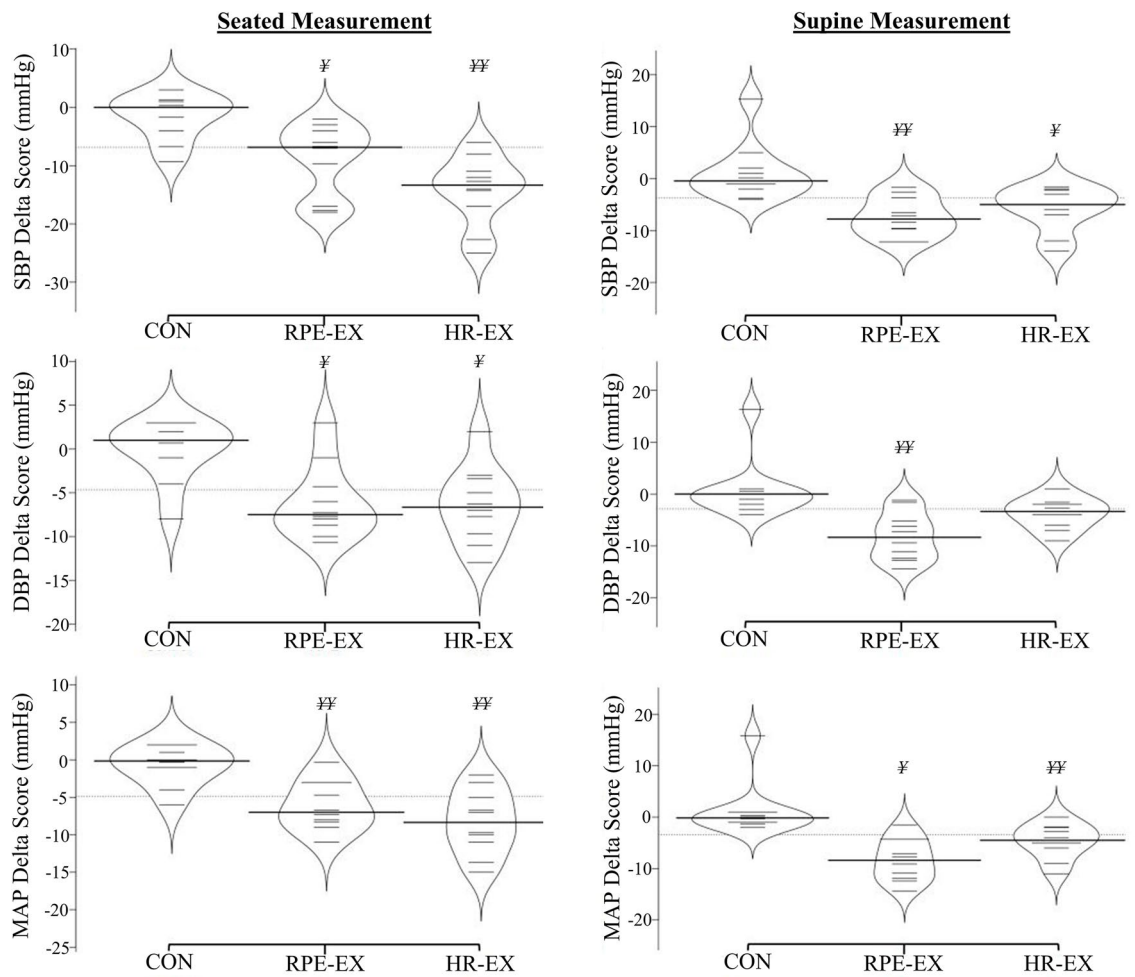 Seated Measurement
SBP Delta Score (mmHg)
10
0
-10
-20
-30
¥
¥¥
CON
RPE-EX
HR-EX
DBP Delta Score (mmHg)
10
5
0
-5
-10
-15
-20
¥
¥
CON
RPE-EX
HR-EX
MAP Delta Score (mmHg)
10
5
0
-5
-10
-15
-20
-25
¥¥
¥¥
CON
RPE-EX
HR-EX
Supine Measurement
SBP Delta Score (mmHg)
20
10
0
-10
-20
¥¥
¥
CON
RPE-EX
HR-EX
DBP Delta Score (mmHg)
20
10
0
-10
-20
¥¥
CON
RPE-EX
HR-EX
MAP Delta Score (mmHg)
20
10
0
-10
-20
¥
¥¥
CON
RPE-EX
HR-EX